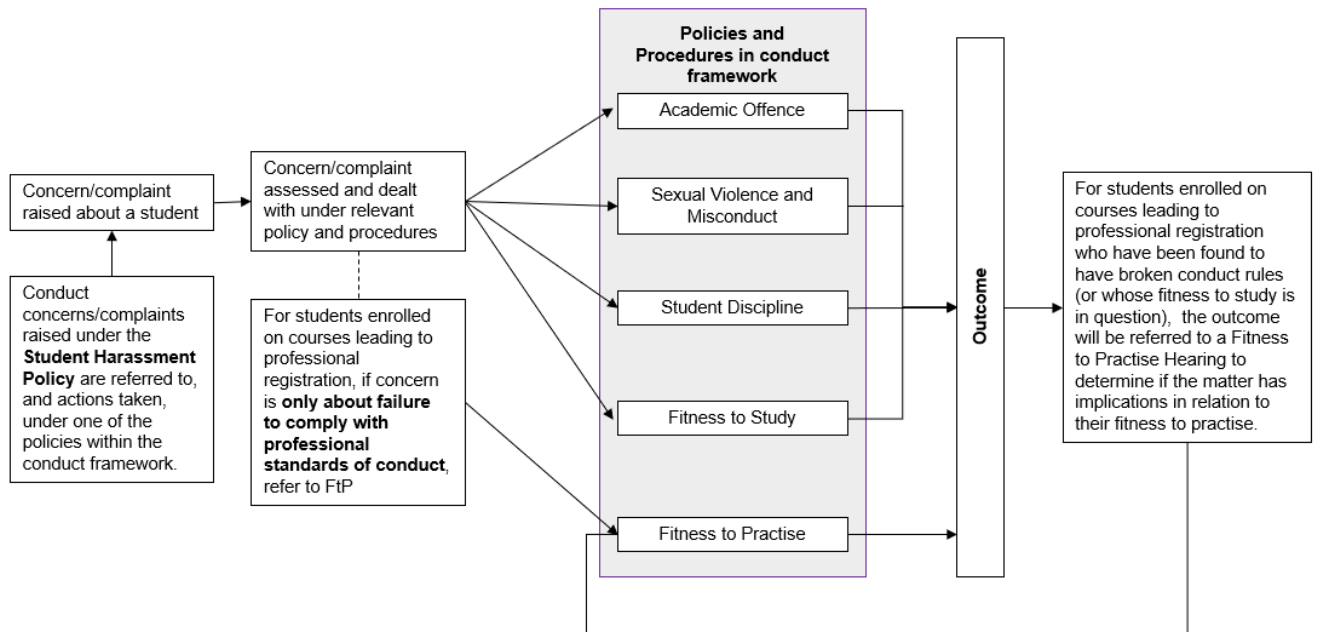 Policies and
Procedures in conduct
framework
Academic Offence
Sexual Violence and
Misconduct
Student Discipline
Fitness to Study
Fitness to Practise
Concern/complaint
raised about a student
Conduct
concerns/complaints
raised under the
Student Harassment
Policy are referred to,
and actions taken,
under one of the
policies within the
conduct framework.
Concern/complaint
assessed and dealt
with under relevant
policy and procedures
For students enrolled
on courses leading to
professional
registration, if concern
is only about failure
to comply with
professional
standards of conduct,
refer to FtP
Outcome
For students enrolled on
courses leading to
professional registration
who have been found to
have broken conduct rules
(or whose fitness to study is
in question), the outcome
will be referred to a Fitness
to Practise Hearing to
determine if the matter has
implications in relation to
their fitness to practise.